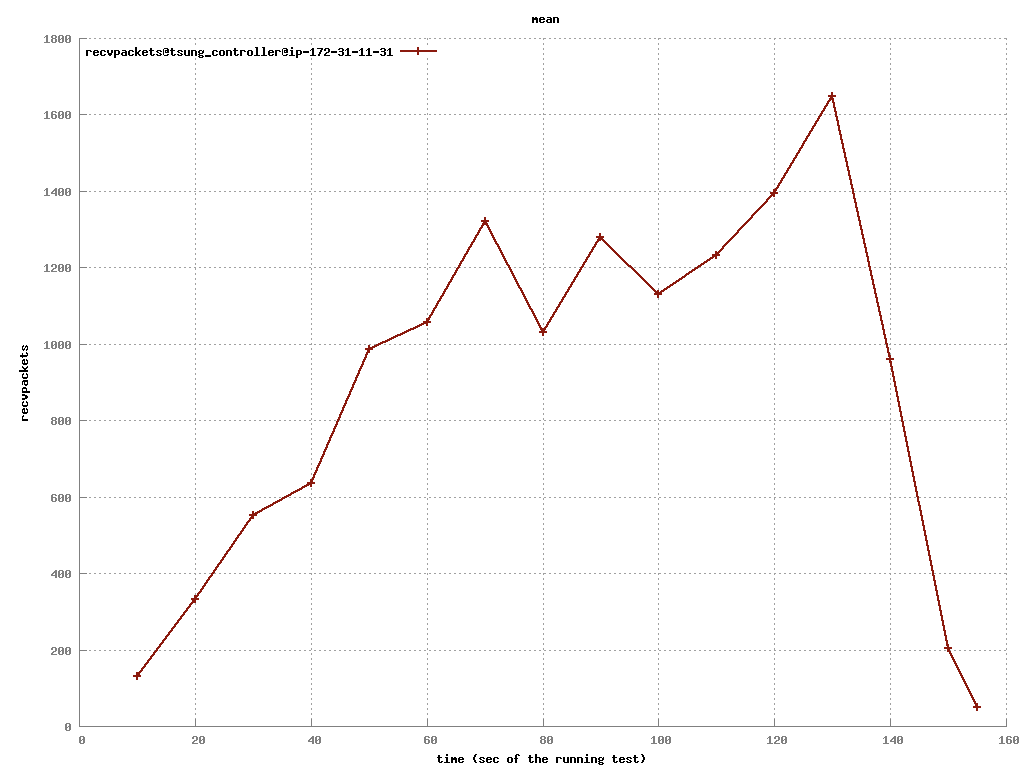 mean
1800
recvpackets@tsung_controller@ip-172-31-11-31
1600
1400
1200
1000
recvpackets
800
600
400
200
0
0 20 40 60 80 100 120 140 160
time (sec of the running test)